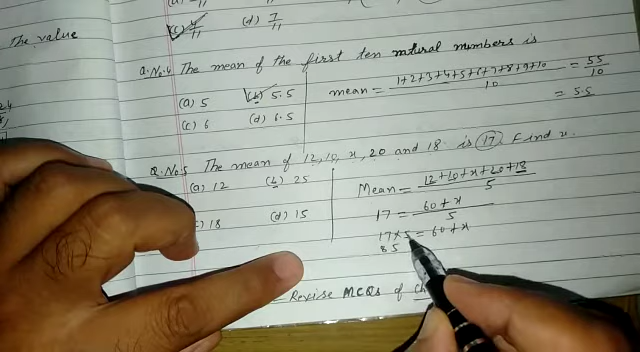 The value
(c) 4/11 (d) 7/11
Q.No.4 The mean of the first ten natural numbers is
(a) 5 (b) 5.5
(c) 6 (d) 6.5
mean = 1+2+3+4+5+6+7+8+9+10 / 10 = 55/10
= 5.5
Q.No.5 The mean of 12, 10, x, 20 and 18 is 17 Find x.
(a) 12 (b) 25
) 18 (d) 15
Mean = 12+10+x+20+18 / 5
17 = 60+x / 5
17×5 = 60+x
85
Revise MCQs of